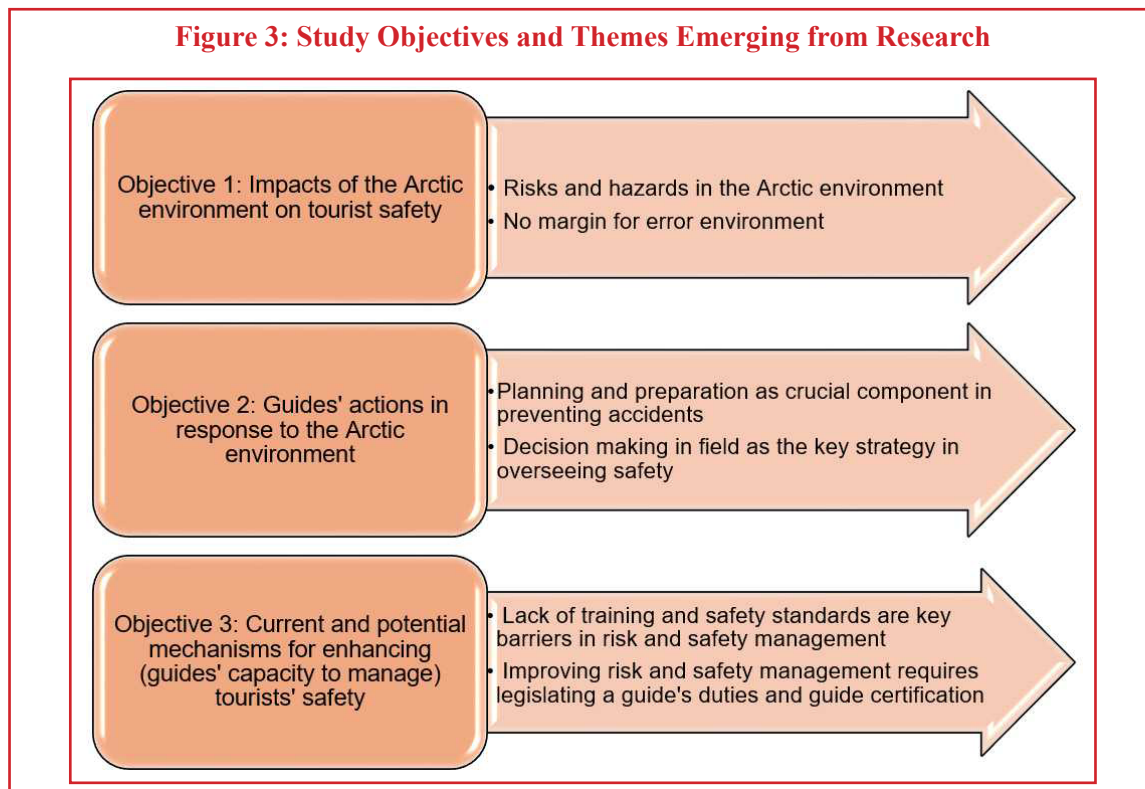 Figure 3: Study Objectives and Themes Emerging from Research
Objective 1: Impacts of the Arctic
environment on tourist safety
• Risks and hazards in the Arctic environment
• No margin for error environment
Objective 2: Guides' actions in
response to the Arctic
environment
• Planning and preparation as crucial component in
preventing accidents
• Decision making in field as the key strategy in
overseeing safety
Objective 3: Current and potential
mechanisms for enhancing
(guides' capacity to manage)
tourists' safety
• Lack of training and safety standards are key
barriers in risk and safety management
• Improving risk and safety management requires
legislating a guide's duties and guide certification